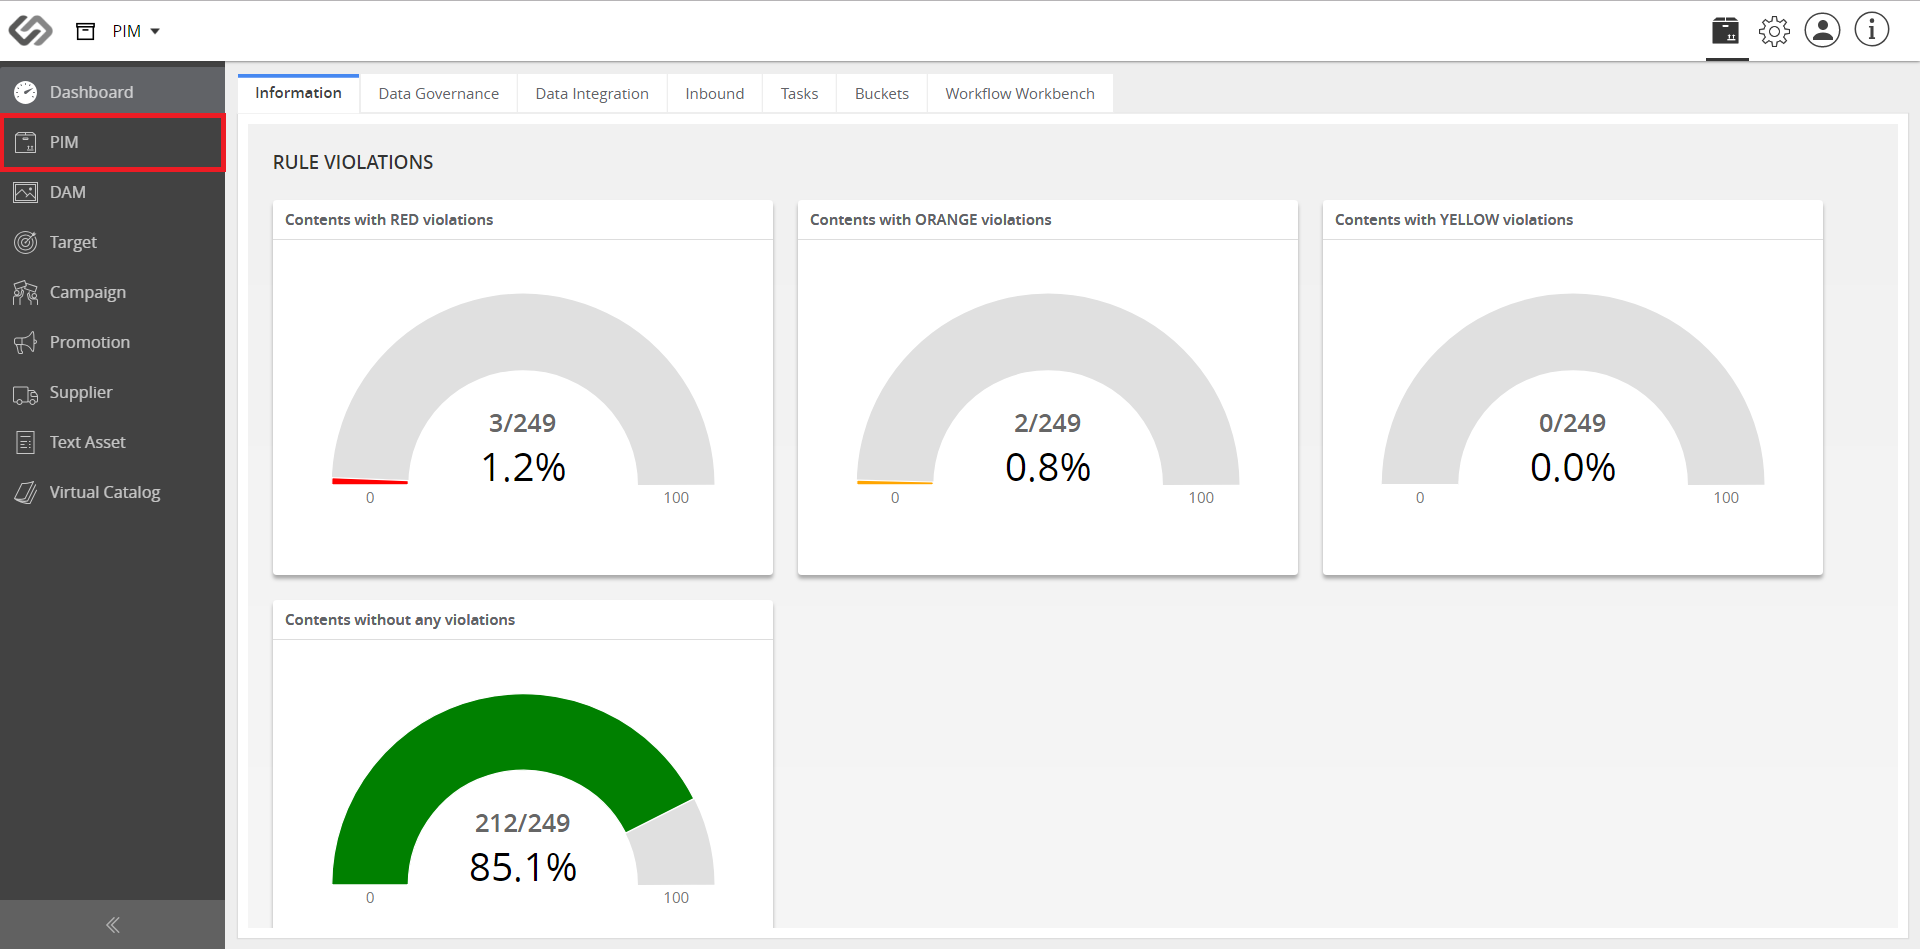 PIM
Dashboard
PIM
DAM
Target
Campaign
Promotion
Supplier
Text Asset
Virtual Catalog
Information Data Governance Data Integration Inbound Tasks Buckets Workflow Workbench
RULE VIOLATIONS
Contents with RED violations
3/249
1.2%
0 100
Contents with ORANGE violations
2/249
0.8%
0 100
Contents with YELLOW violations
0/249
0.0%
0 100
Contents without any violations
212/249
85.1%
0 100